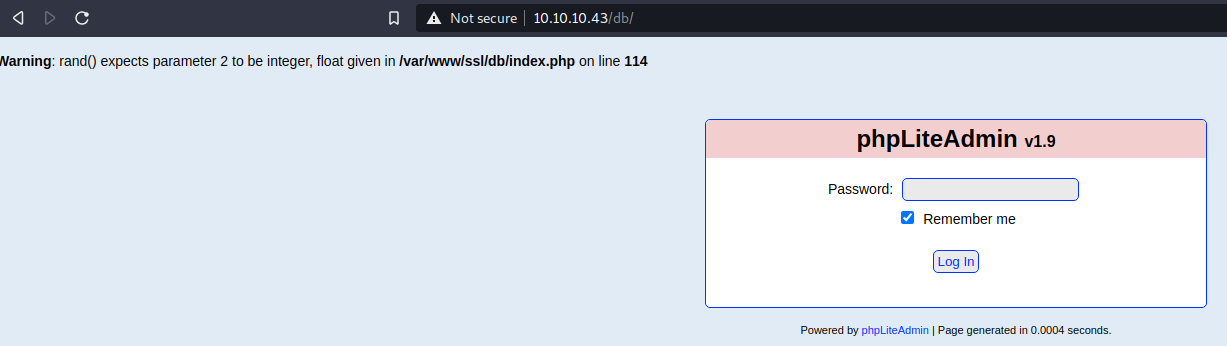 Not secure 10.10.10.43/db/
Warning: rand() expects parameter 2 to be integer, float given in /var/www/ssl/db/index.php on line 114
phpLiteAdmin v1.9
Password:
Remember me
Log In
Powered by phpLiteAdmin | Page generated in 0.0004 seconds.